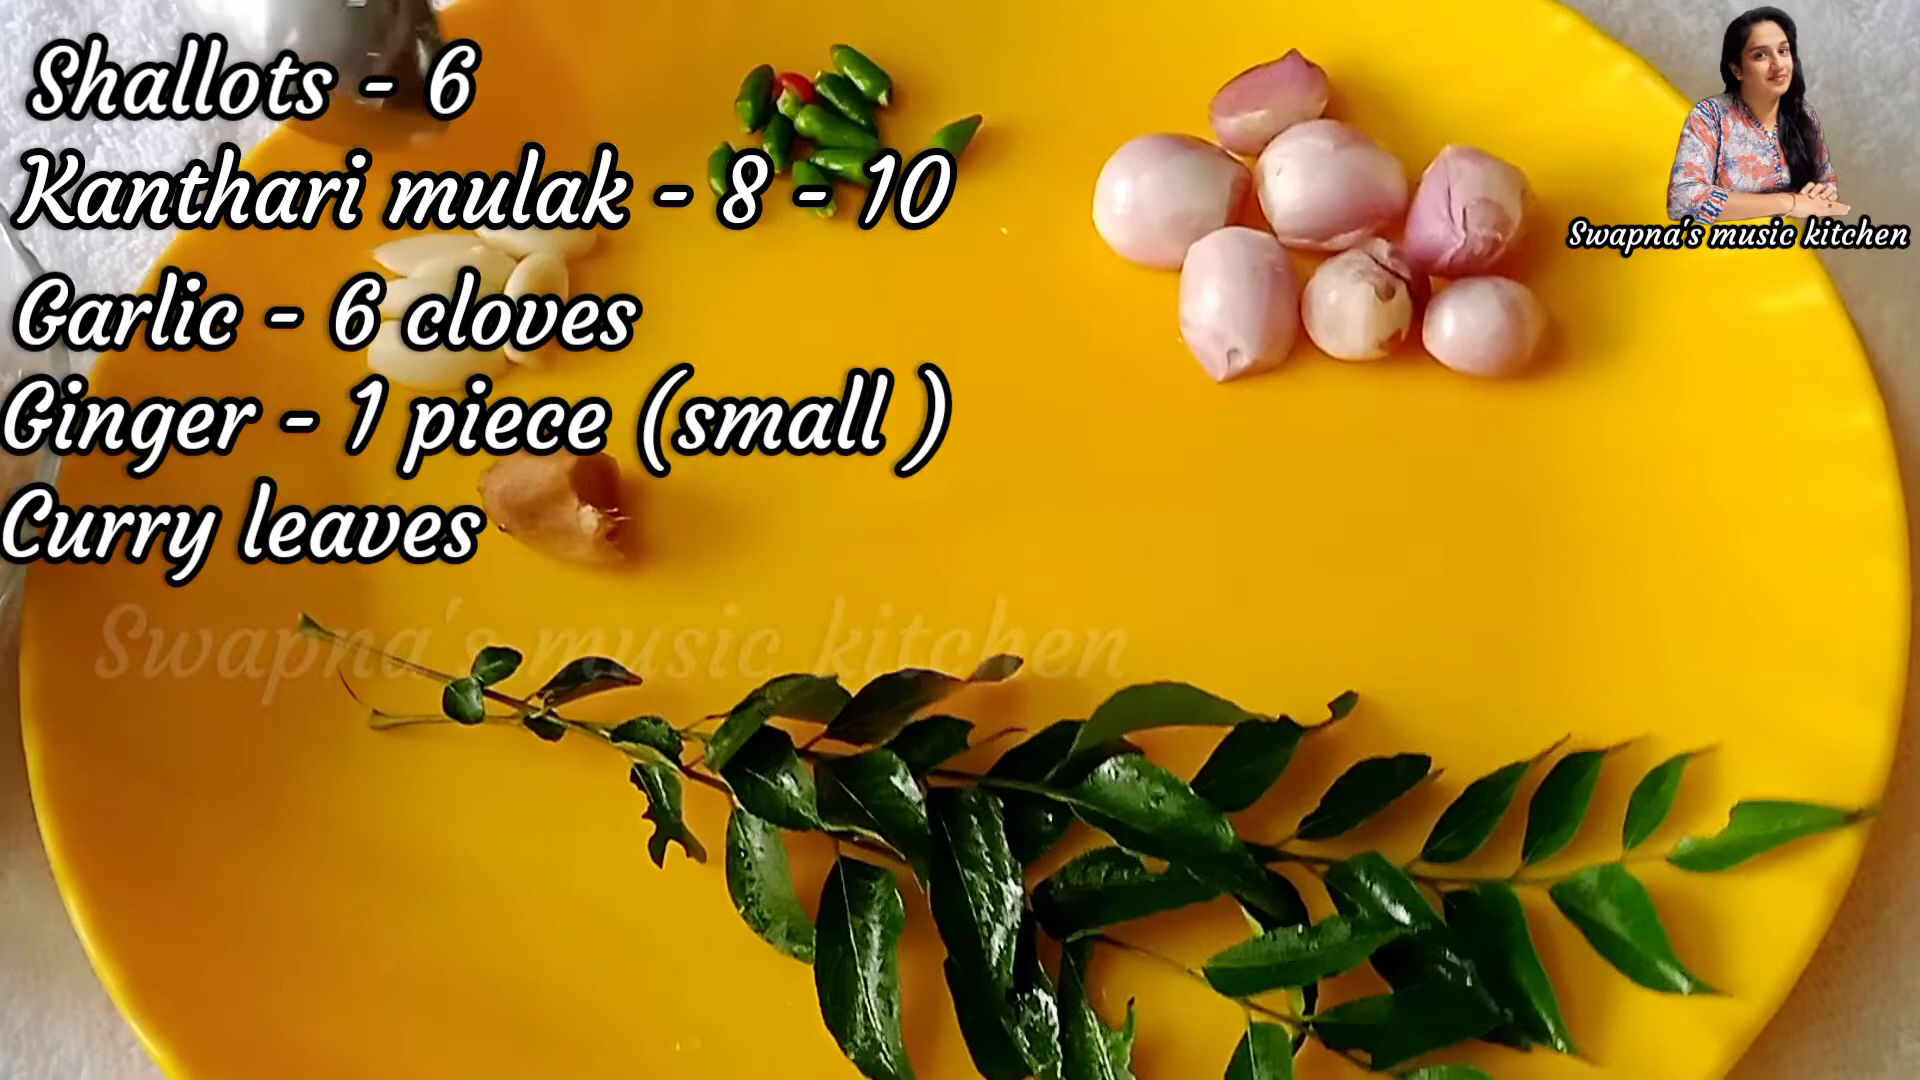 Shallots - 6
Kanthari mulak - 8 - 10
Garlic - 6 cloves
Ginger - 1 piece (small )
Curry leaves
Swapna's music kitchen
Swapna's music kitchen